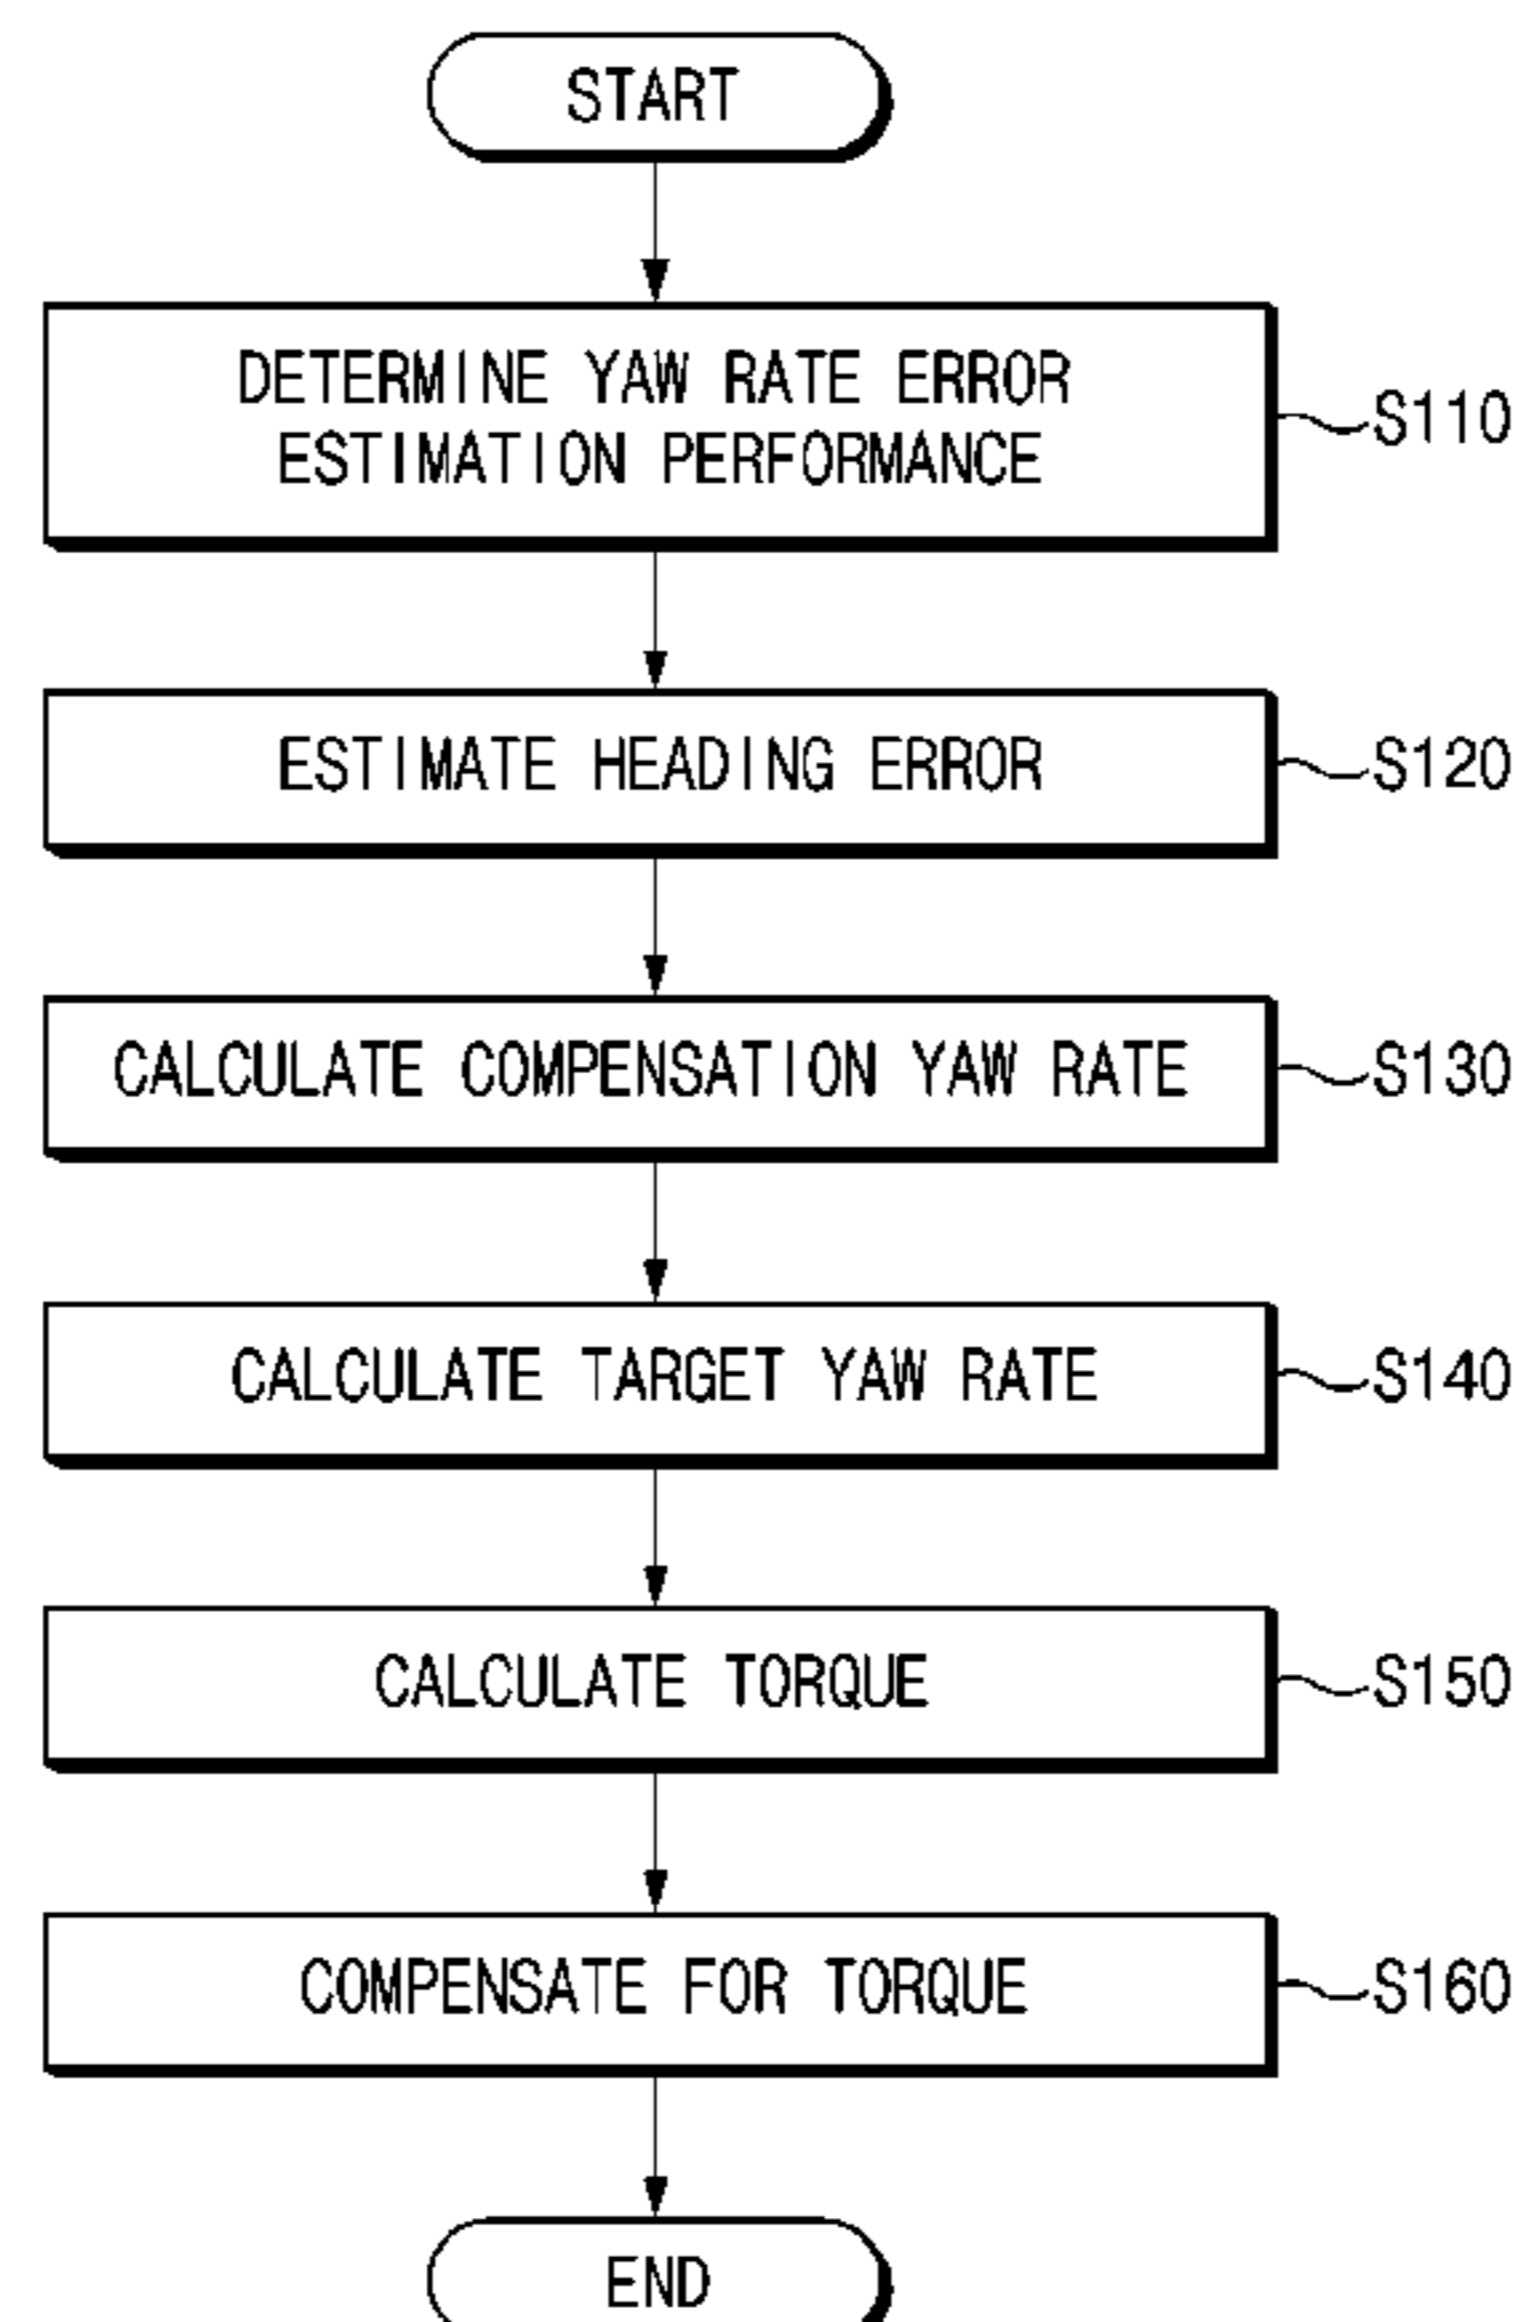 START
DETERMINE YAW RATE ERROR
ESTIMATION PERFORMANCE
S110
ESTIMATE HEADING ERROR
S120
CALCULATE COMPENSATION YAW RATE
S130
CALCULATE TARGET YAW RATE
S140
CALCULATE TORQUE
S150
COMPENSATE FOR TORQUE
S160
END